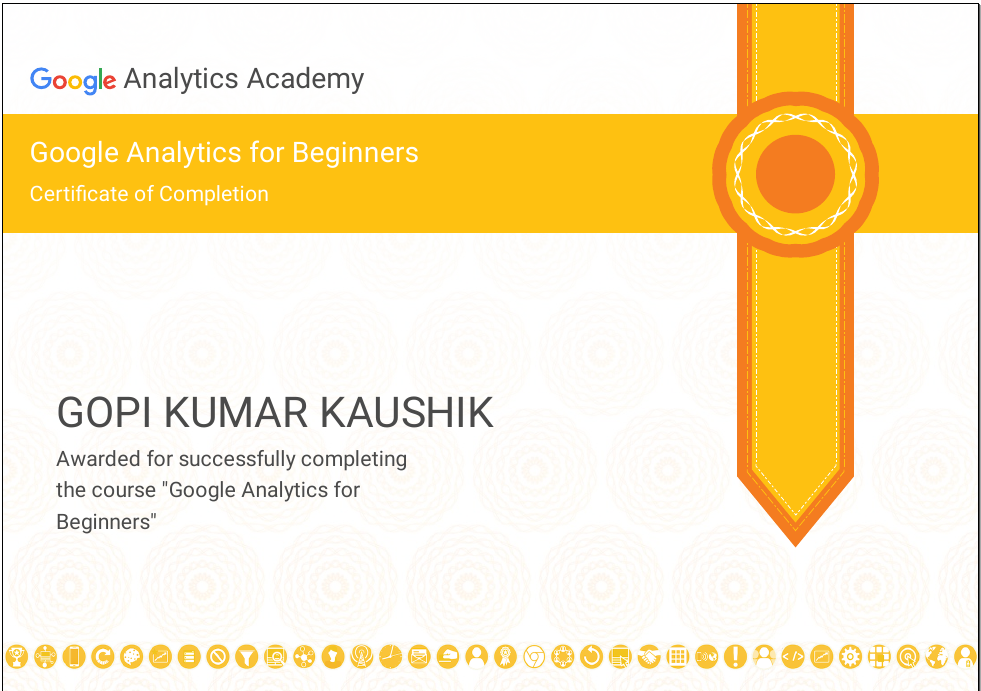 Google Analytics Academy
Google Analytics for Beginners
Certificate of Completion
GOPI KUMAR KAUSHIK
Awarded for successfully completing
the course "Google Analytics for
Beginners"